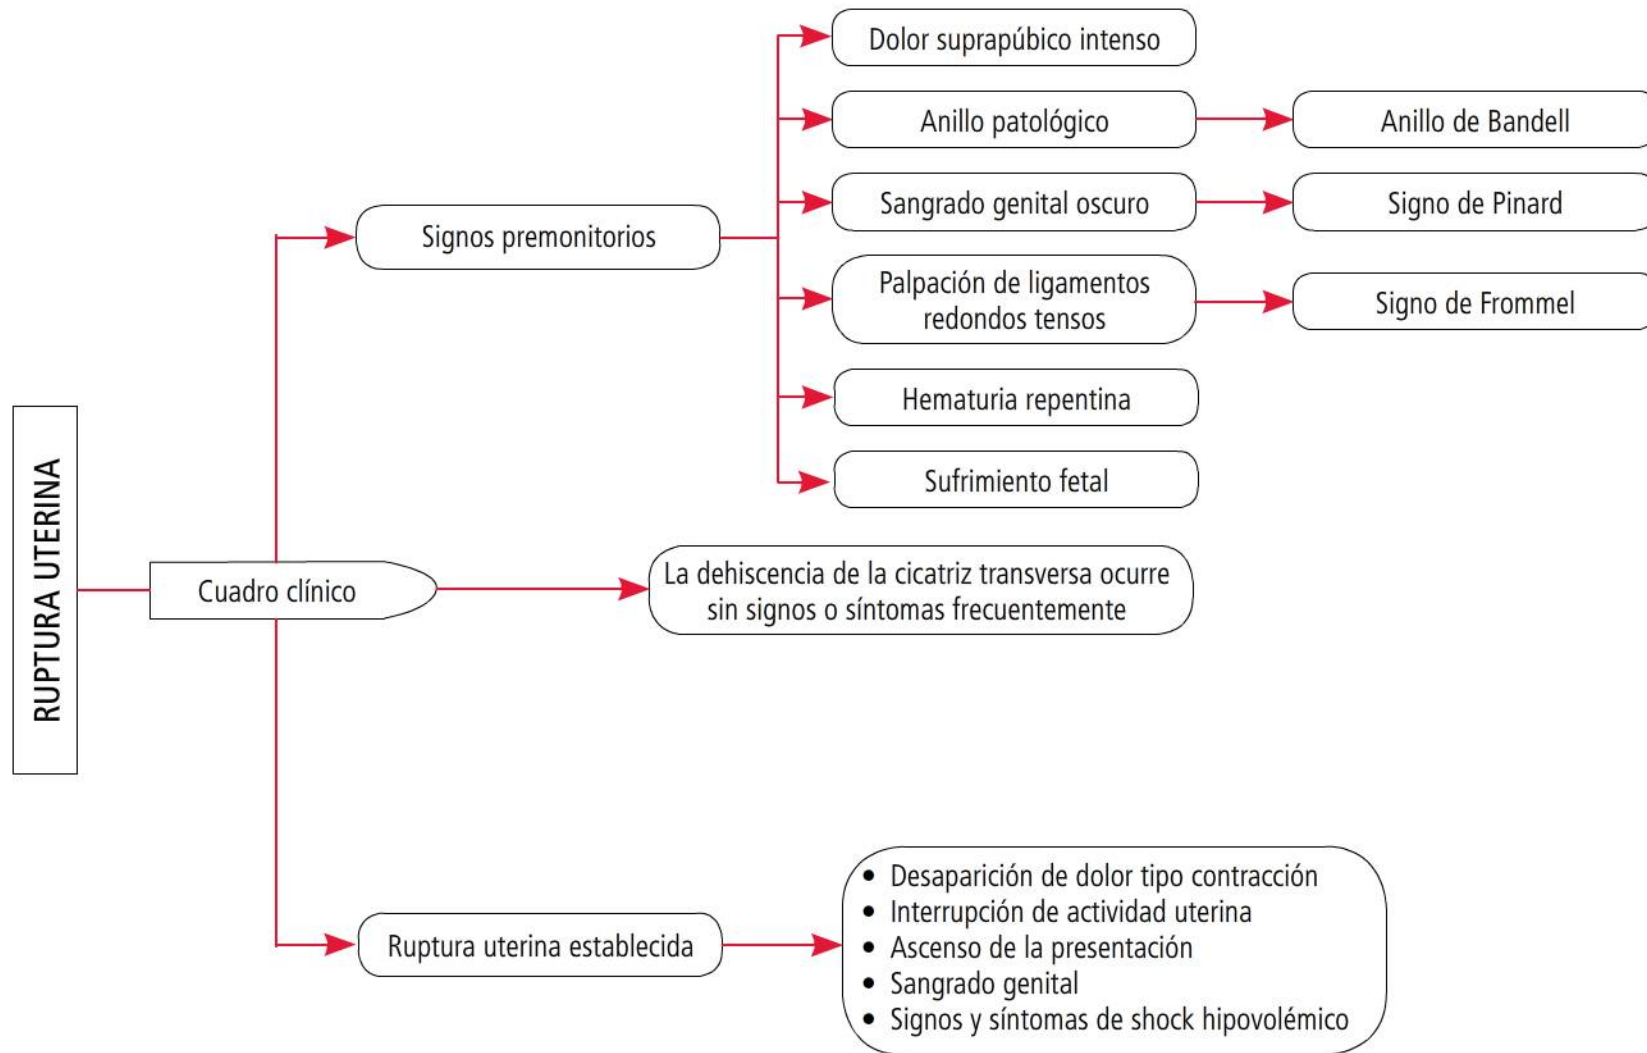 RUPTURA UTERINA
Cuadro clínico
Signos premonitorios
Dolor suprapúbico intenso
Anillo patológico
Anillo de Bandell
Sangrado genital oscuro
Signo de Pinard
Palpación de ligamentos
redondos tensos
Signo de Frommel
Hematuria repentina
Sufrimiento fetal
La dehiscencia de la cicatriz transversa ocurre
sin signos o síntomas frecuentemente
Ruptura uterina establecida
• Desaparición de dolor tipo contracción
• Interrupción de actividad uterina
• Ascenso de la presentación
• Sangrado genital
• Signos y síntomas de shock hipovolémico